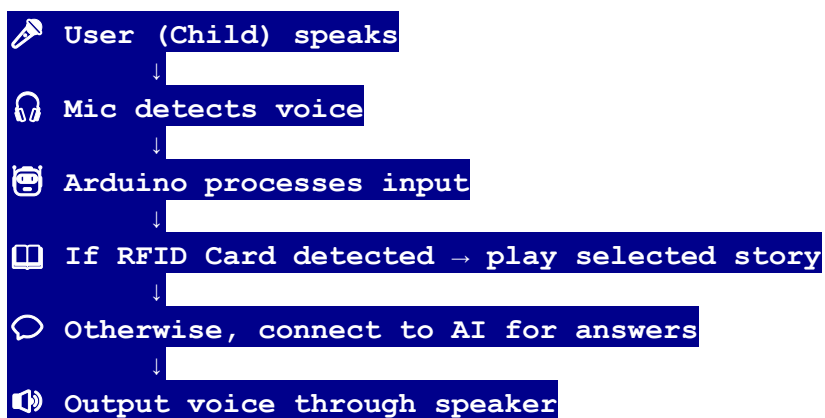 🎤 User (Child) speaks
↓
🎧 Mic detects voice
↓
🤖 Arduino processes input
↓
📖 If RFID Card detected → play selected story
↓
💬 Otherwise, connect to AI for answers
↓
🔊 Output voice through speaker